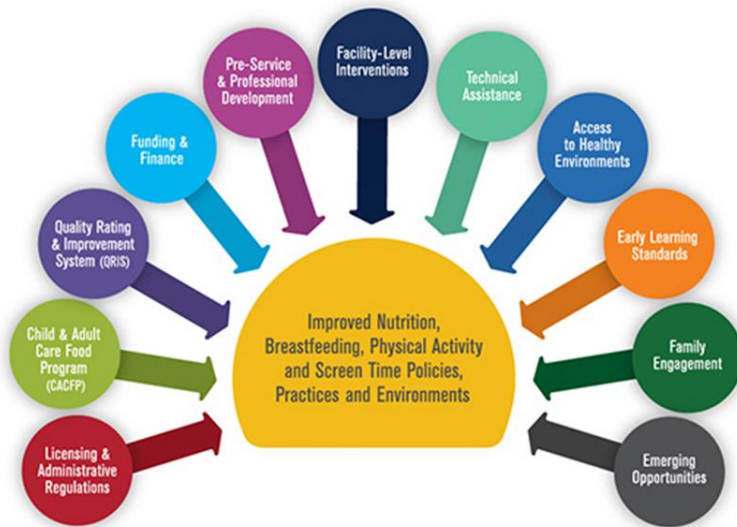 Licensing &
Administrative
Regulations
Child & Adult
Care Food
Program
(CACFP)
Quality Rating
& Improvement
System (QRIS)
Funding &
Finance
Pre-Service
& Professional
Development
Facility-Level
Interventions
Technical
Assistance
Access
to Healthy
Environments
Early Learning
Standards
Family
Engagement
Emerging
Opportunities
Improved Nutrition,
Breastfeeding, Physical Activity
and Screen Time Policies,
Practices and Environments